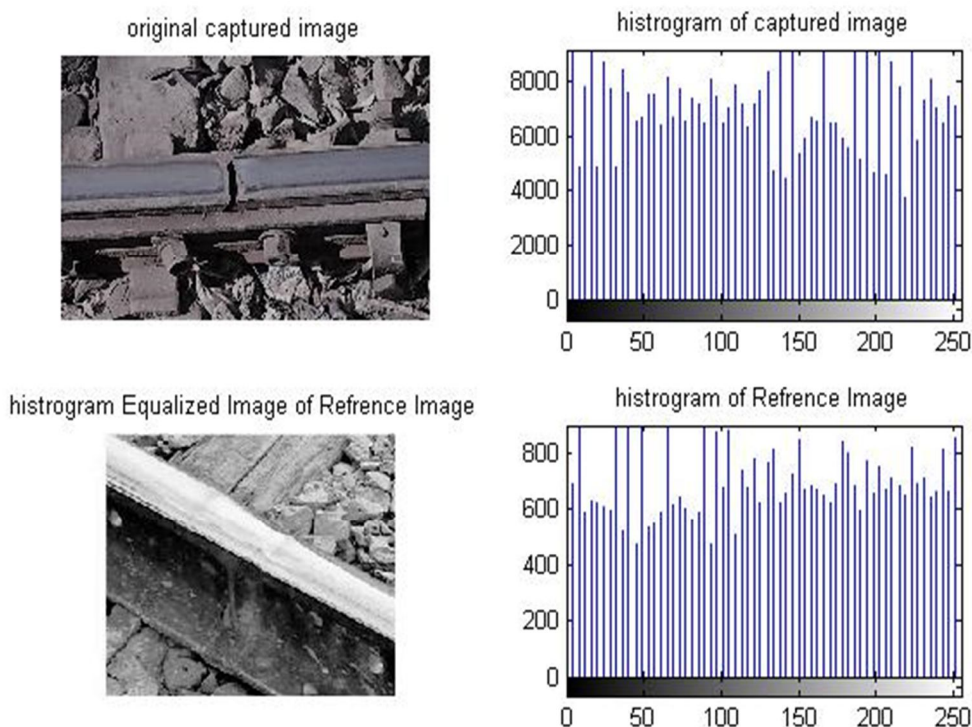 original captured image
histrogram of captured image
8000
6000
4000
2000
0
0 50 100 150 200 250
histrogram Equalized Image of Refrence Image
histrogram of Refrence Image
800
600
400
200
0
0 50 100 150 200 250